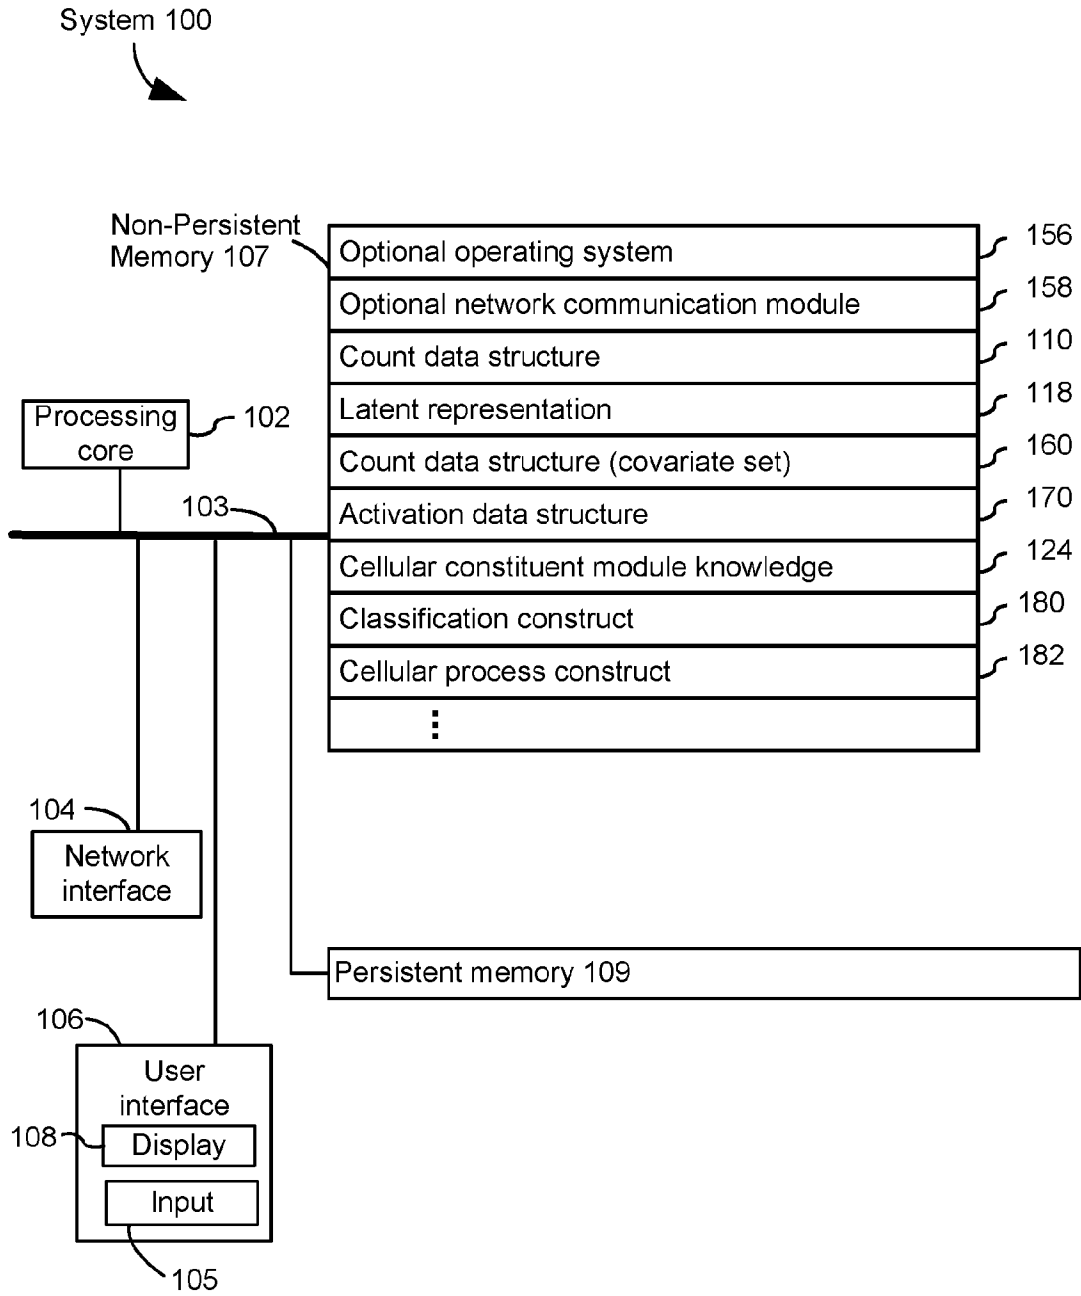 System 100
Non-Persistent
Memory 107
Optional operating system
156
Optional network communication module
158
Count data structure
110
Latent representation
118
Count data structure (covariate set)
160
Activation data structure
170
Cellular constituent module knowledge
124
Classification construct
180
Cellular process construct
182
⋮
Processing
core
102
103
104
Network
interface
Persistent memory 109
106
User
interface
108
Display
Input
105